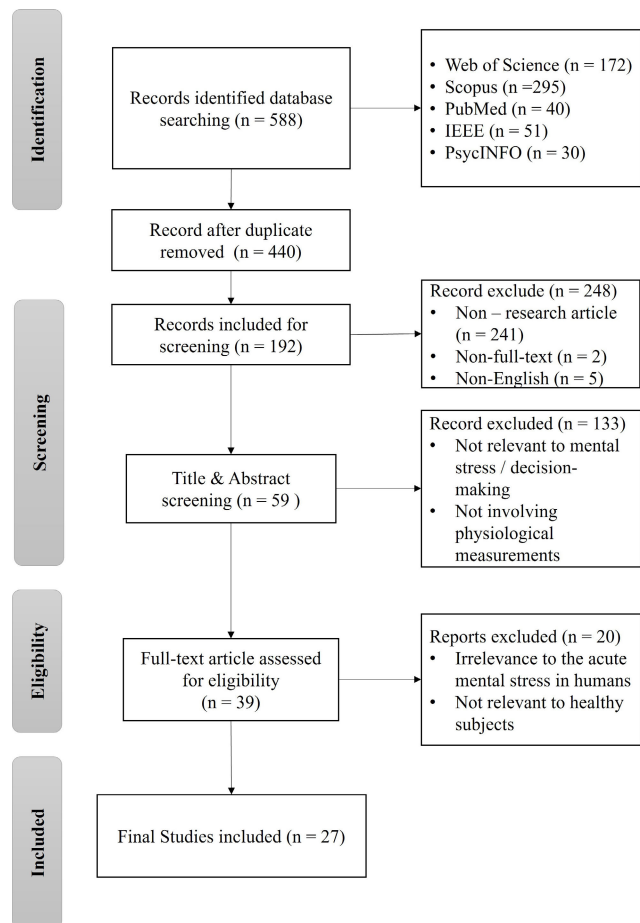 Identification
Records identified database
searching (n = 588)
• Web of Science (n = 172)
• Scopus (n =295)
• PubMed (n = 40)
• IEEE (n = 51)
• PsycINFO (n = 30)
Record after duplicate
removed (n = 440)
Screening
Records included for
screening (n = 192)
Record exclude (n = 248)
• Non – research article
(n = 241)
• Non-full-text (n = 2)
• Non-English (n = 5)
Title & Abstract
screening (n = 59 )
Record excluded (n = 133)
• Not relevant to mental
stress / decision-
making
• Not involving
physiological
measurements
Eligibility
Full-text article assessed
for eligibility
(n = 39)
Reports excluded (n = 20)
• Irrelevance to the acute
mental stress in humans
• Not relevant to healthy
subjects
Included
Final Studies included (n = 27)